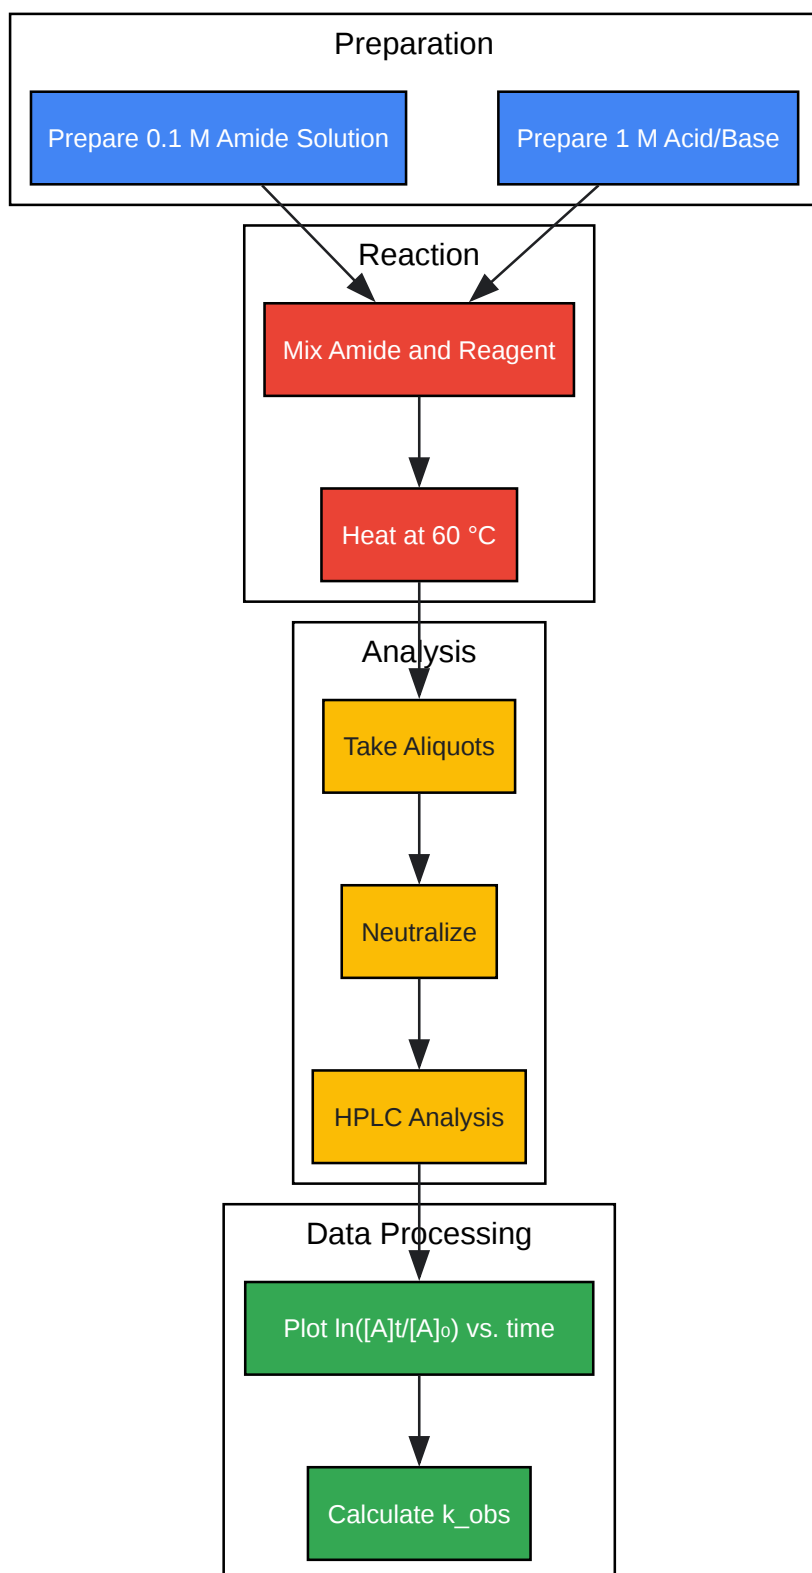 Preparation
Prepare 0.1 M Amide Solution
Prepare 1 M Acid/Base
Reaction
Mix Amide and Reagent
Heat at 60 °C
Analysis
Take Aliquots
Neutralize
HPLC Analysis
Data Processing
Plot ln([A]t/[A]₀) vs. time
Calculate k_obs